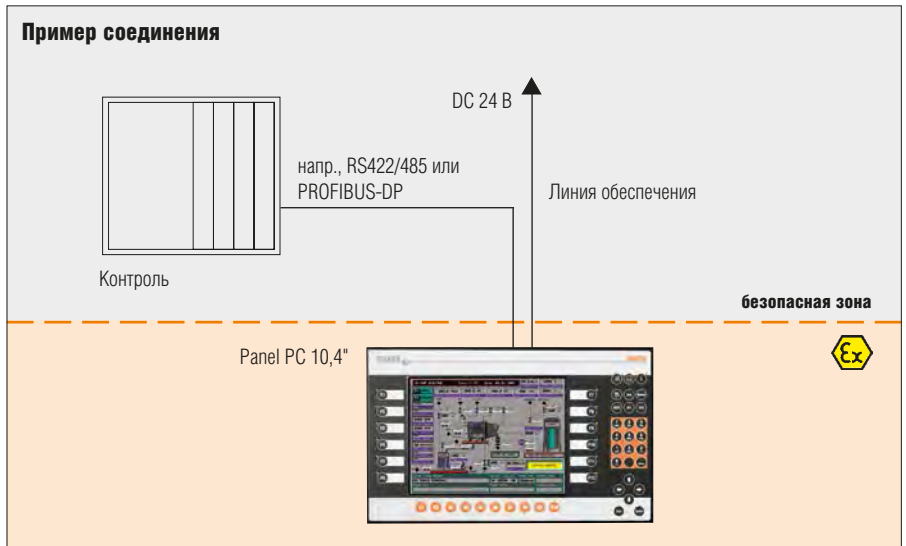 Пример соединения
DC 24 В
напр., RS422/485 или
PROFIBUS-DP
Линия обеспечения
Контроль
безопасная зона
Panel PC 10,4"
Ex